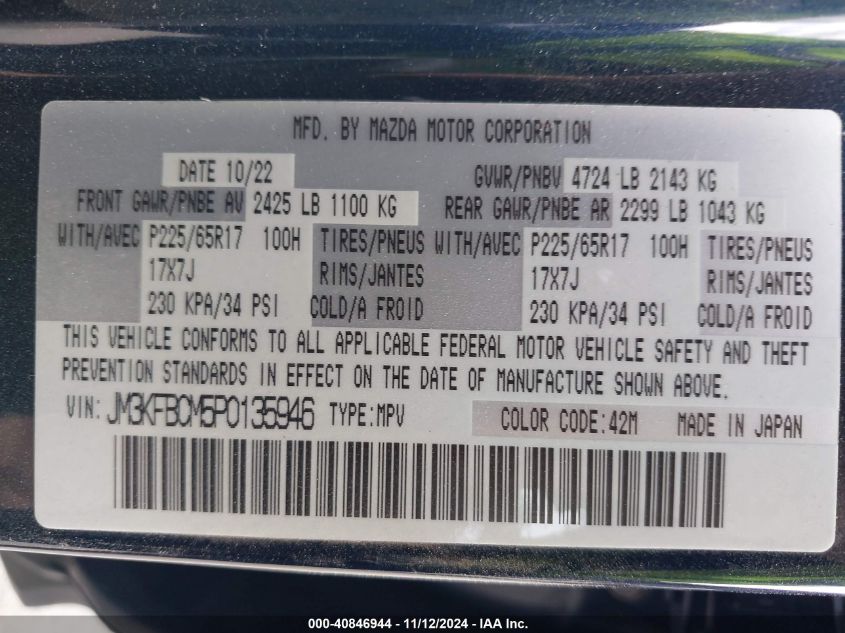 MFD. BY MAZDA MOTOR CORPORATION
DATE 10/22 GVWR/PNBV 4724 LB 2143 KG
FRONT GAWR/PNBE AV 2425 LB 1100 KG REAR GAWR/PNBE AR 2299 LB 1043 KG
WITH/AVEC P225/65R17 100H TIRES/PNEUS WITH/AVEC P225/65R17 100H TIRES/PNEUS
17X7J RIMS/JANTES 17X7J RIMS/JANTES
230 KPA/34 PSI COLD/A FROID 230 KPA/34 PSI COLD/A FROID
THIS VEHICLE CONFORMS TO ALL APPLICABLE FEDERAL MOTOR VEHICLE SAFETY AND THEFT
PREVENTION STANDARDS IN EFFECT ON THE DATE OF MANUFACTURE SHOWN ABOVE.
VIN: JM3KFBCM5P0135946 TYPE:MPV COLOR CODE:42M MADE IN JAPAN
000-40846944 - 11/12/2024 - IAA Inc.